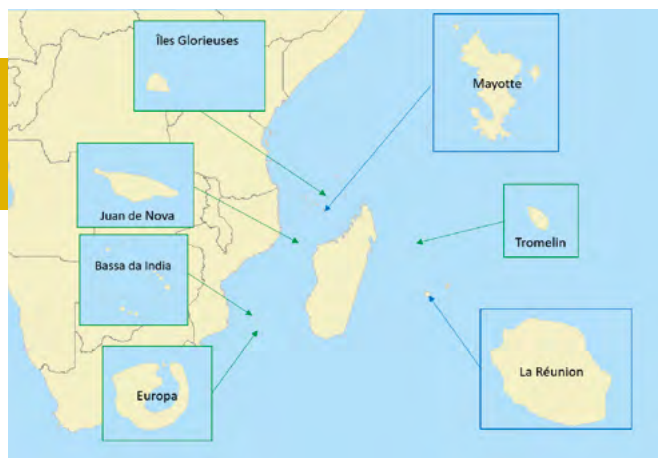 Îles Glorieuses
Mayotte
Juan de Nova
Tromelin
Bassa da India
La Réunion
Europa